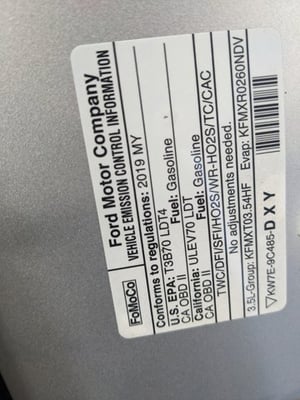 FoMoCo
Ford Motor Company
VEHICLE EMISSION CONTROL INFORMATION
Conforms to regulations: 2019 MY
U.S. EPA: T3B70 LDT4 Fuel: Gasoline
CA OBD II
California: ULEV70 LDT Fuel: Gasoline
CA OBD II
TWC/DFI/SFI/HO2S/WR-HO2S/TC/CAC
No adjustments needed.
3.5L-Group: KFMXT03.54HF Evap: KFMXR0260NDV
KW7E-9C485-D X Y